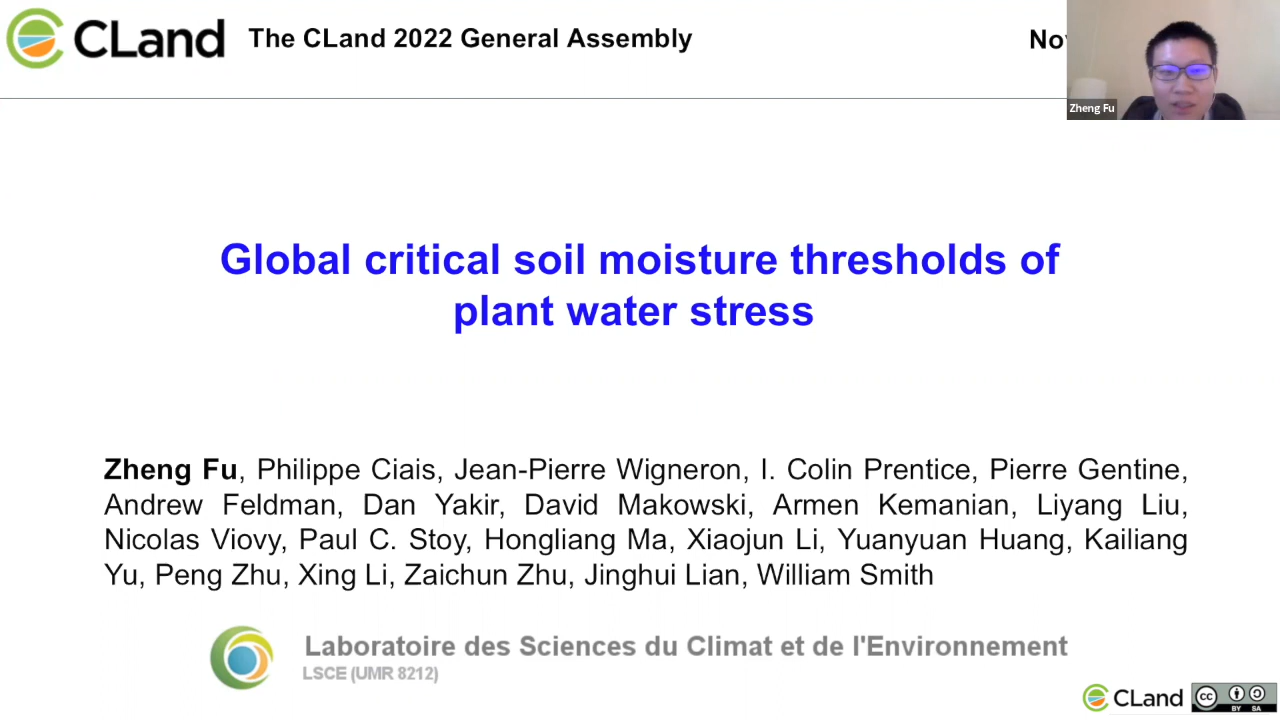 CLand The CLand 2022 General Assembly
Zheng Fu
Global critical soil moisture thresholds of
plant water stress
Zheng Fu, Philippe Ciais, Jean-Pierre Wigneron, I. Colin Prentice, Pierre Gentine,
Andrew Feldman, Dan Yakir, David Makowski, Armen Kemanian, Liyang Liu,
Nicolas Viovy, Paul C. Stoy, Hongliang Ma, Xiaojun Li, Yuanyuan Huang, Kailiang
Yu, Peng Zhu, Xing Li, Zaichun Zhu, Jinghui Lian, William Smith
Laboratoire des Sciences du Climat et de l'Environnement
LSCE (UMR 8212)
CLand cc BY SA